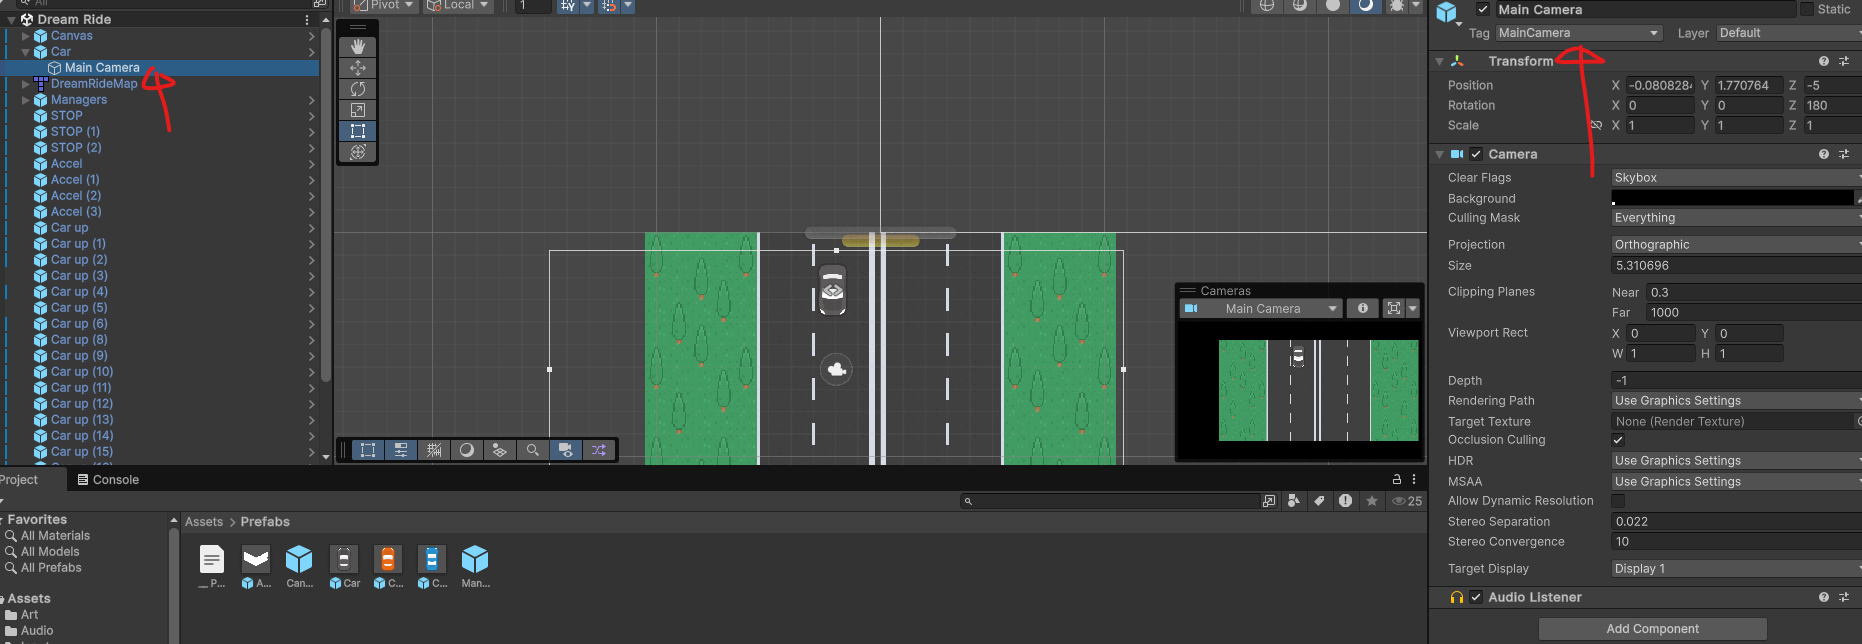 All
Dream Ride
Canvas
Car
Main Camera
DreamRideMap
Managers
STOP
STOP (1)
STOP (2)
Accel
Accel (1)
Accel (2)
Accel (3)
Car up
Car up (1)
Car up (2)
Car up (3)
Car up (4)
Car up (5)
Car up (6)
Car up (8)
Car up (9)
Car up (10)
Car up (11)
Car up (12)
Car up (13)
Car up (14)
Car up (15)
Pivot
Local
1
Cameras
Main Camera
Main Camera
Static
Tag MainCamera Layer Default
Transform
Position X -0.080828 Y 1.770764 Z -5
Rotation X 0 Y 0 Z 180
Scale X 1 Y 1 Z 1
Camera
Clear Flags Skybox
Background
Culling Mask Everything
Projection Orthographic
Size 5.310696
Clipping Planes Near 0.3
Far 1000
Viewport Rect X 0 Y 0
W 1 H 1
Depth -1
Rendering Path Use Graphics Settings
Target Texture None (Render Texture)
Occlusion Culling
HDR Use Graphics Settings
MSAA Use Graphics Settings
Allow Dynamic Resolution
Stereo Separation 0.022
Stereo Convergence 10
Target Display Display 1
Audio Listener
Add Component
Project Console
25
Favorites
All Materials
All Models
All Prefabs
Assets
Art
Audio
Assets > Prefabs
_ P...
A...
Can...
Car
C...
C...
Man...